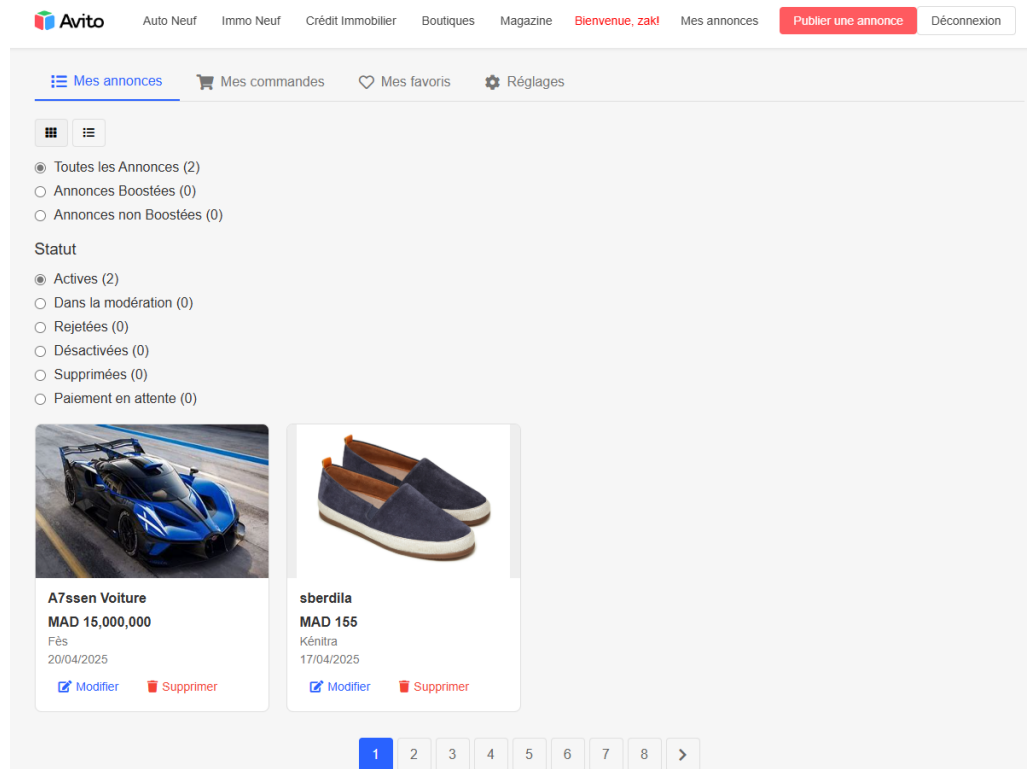 Avito Auto Neuf Immo Neuf Crédit Immobilier Boutiques Magazine Bienvenue, zak! Mes annonces Publier une annonce Déconnexion
Mes annonces Mes commandes Mes favoris Réglages
Toutes les Annonces (2)
Annonces Boostées (0)
Annonces non Boostées (0)
Statut
Actives (2)
Dans la modération (0)
Rejetées (0)
Désactivées (0)
Supprimées (0)
Paiement en attente (0)
A7ssen Voiture
MAD 15,000,000
Fès
20/04/2025
Modifier Supprimer
sberdila
MAD 155
Kénitra
17/04/2025
Modifier Supprimer
1 2 3 4 5 6 7 8